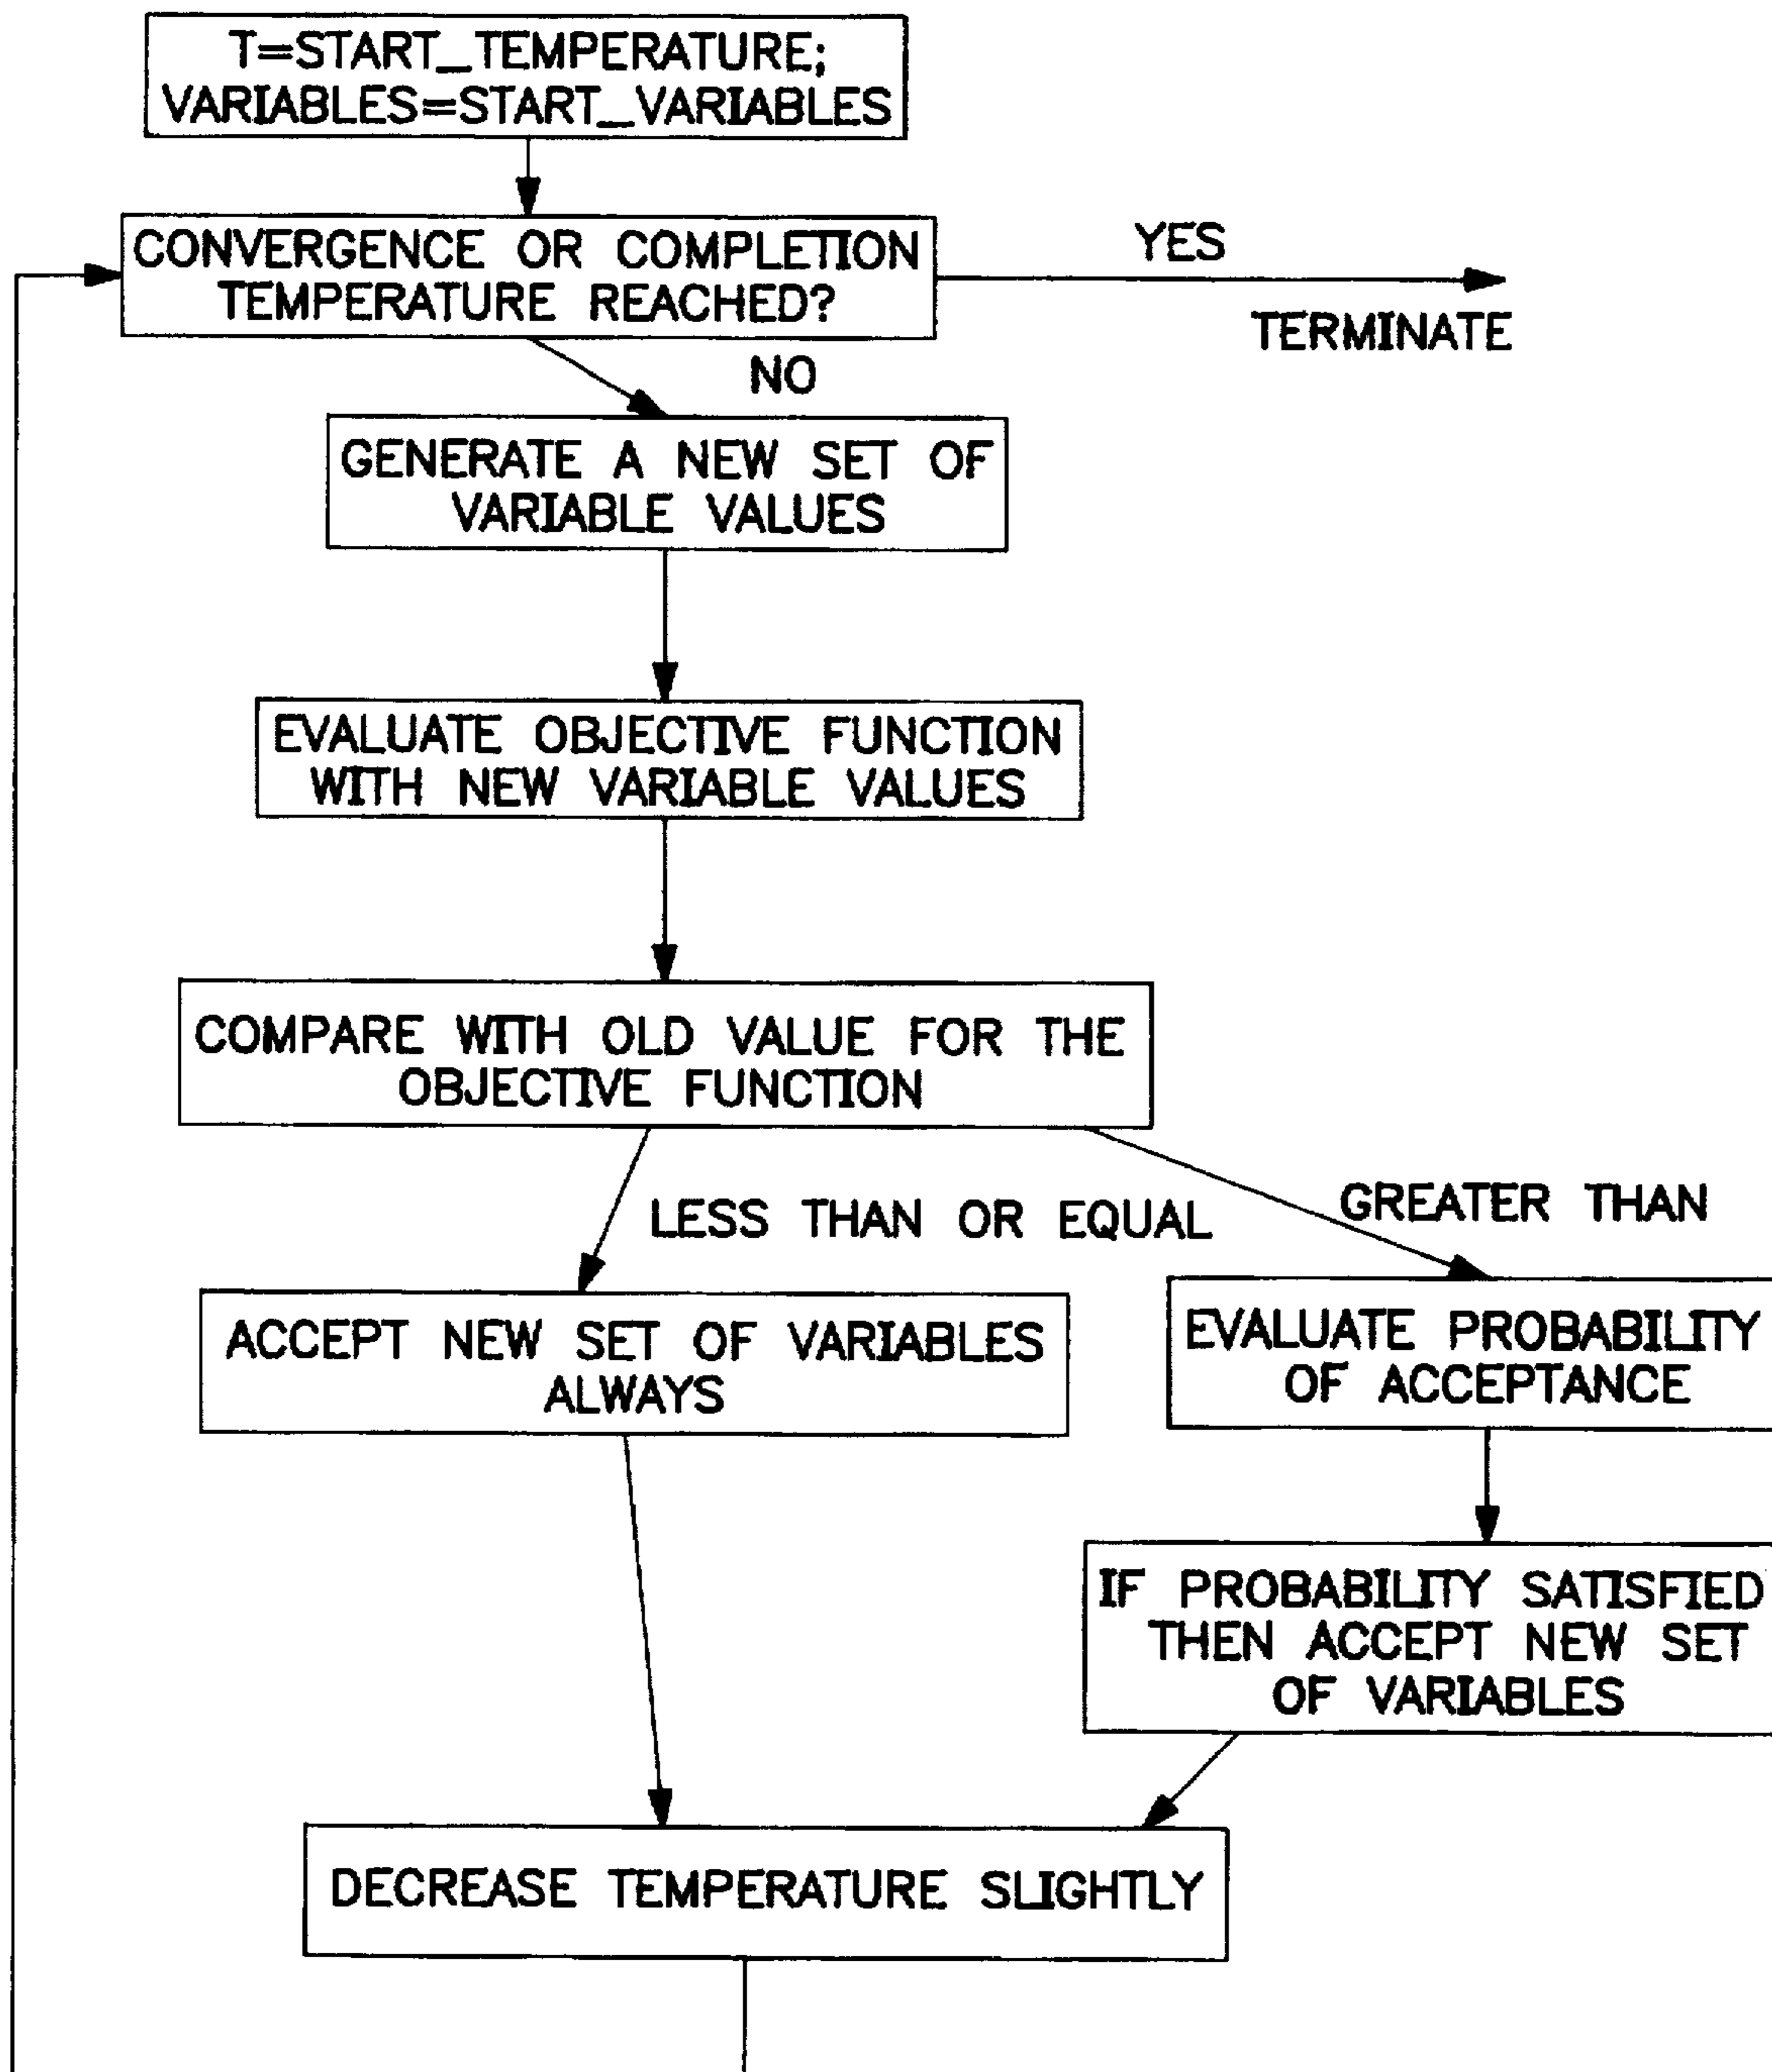 T=START_TEMPERATURE;
VARIABLES=START_VARIABLES
CONVERGENCE OR COMPLETION
TEMPERATURE REACHED?
YES
TERMINATE
NO
GENERATE A NEW SET OF
VARIABLE VALUES
EVALUATE OBJECTIVE FUNCTION
WITH NEW VARIABLE VALUES
COMPARE WITH OLD VALUE FOR THE
OBJECTIVE FUNCTION
LESS THAN OR EQUAL
GREATER THAN
ACCEPT NEW SET OF VARIABLES
ALWAYS
EVALUATE PROBABILITY
OF ACCEPTANCE
IF PROBABILITY SATISFIED
THEN ACCEPT NEW SET
OF VARIABLES
DECREASE TEMPERATURE SLIGHTLY